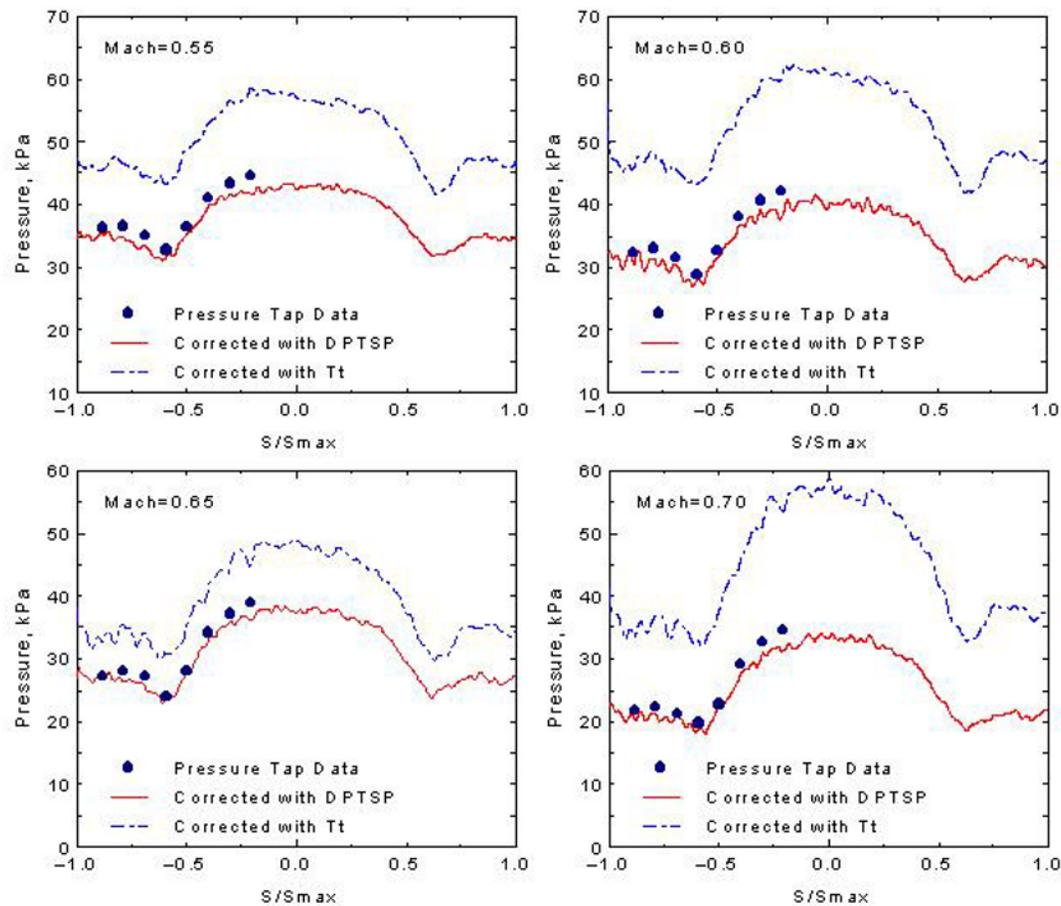 70
60
50
40
30
20
10
Pressure, kPa
Mach=0.55
Pressure Tap Data
Corrected with DPTSP
Corrected with Tt
−1.0 −0.5 0.0 0.5 1.0
S/Smax
70
60
50
40
30
20
10
Pressure, kPa
Mach=0.60
Pressure Tap Data
Corrected with DPTSP
Corrected with Tt
−1.0 −0.5 0.0 0.5 1.0
S/Smax
60
50
40
30
20
10
0
Pressure, kPa
Mach=0.65
Pressure Tap Data
Corrected with DPTSP
Corrected with Tt
−1.0 −0.5 0.0 0.5 1.0
S/Smax
60
50
40
30
20
10
0
Pressure, kPa
Mach=0.70
Pressure Tap Data
Corrected with DPTSP
Corrected with Tt
−1.0 −0.5 0.0 0.5 1.0
S/Smax